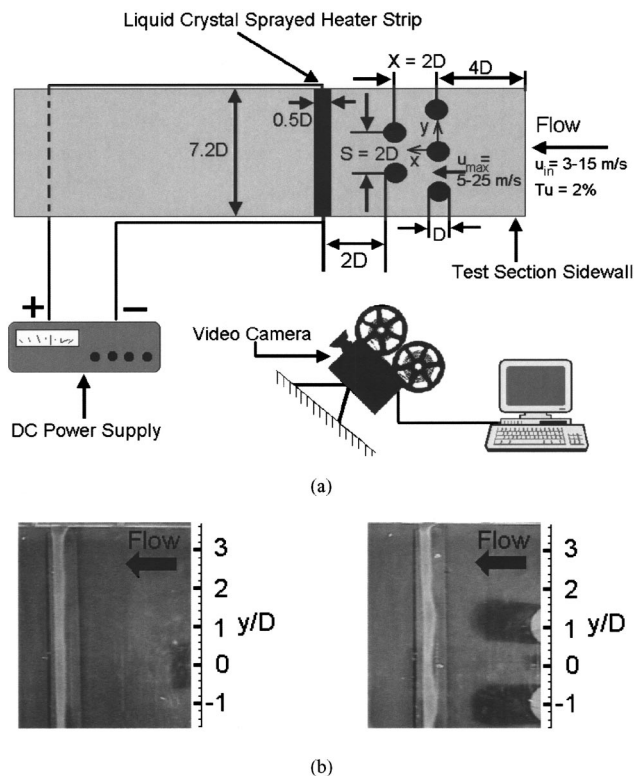 Liquid Crystal Sprayed Heater Strip
X = 2D
4D
0.5D
7.2D
S = 2D
y
x
u_max=
5-25 m/s
D
2D
Flow
u_in= 3-15 m/s
Tu = 2%
Test Section Sidewall
+
−
Video Camera
DC Power Supply
(a)
Flow
3
2
y/D
1
0
-1
Flow
3
2
y/D
1
0
-1
(b)